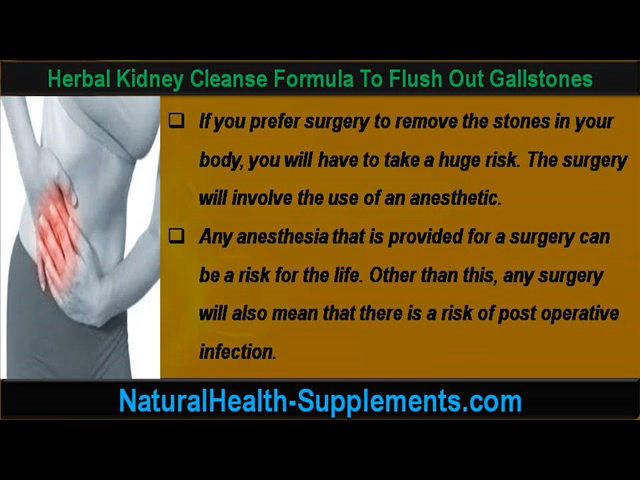 Herbal Kidney Cleanse Formula To Flush Out Gallstones
If you prefer surgery to remove the stones in your
body, you will have to take a huge risk. The surgery
will involve the use of an anesthetic.
Any anesthesia that is provided for a surgery can
be a risk for the life. Other than this, any surgery
will also mean that there is a risk of post operative
infection.
NaturalHealth-Supplements.com